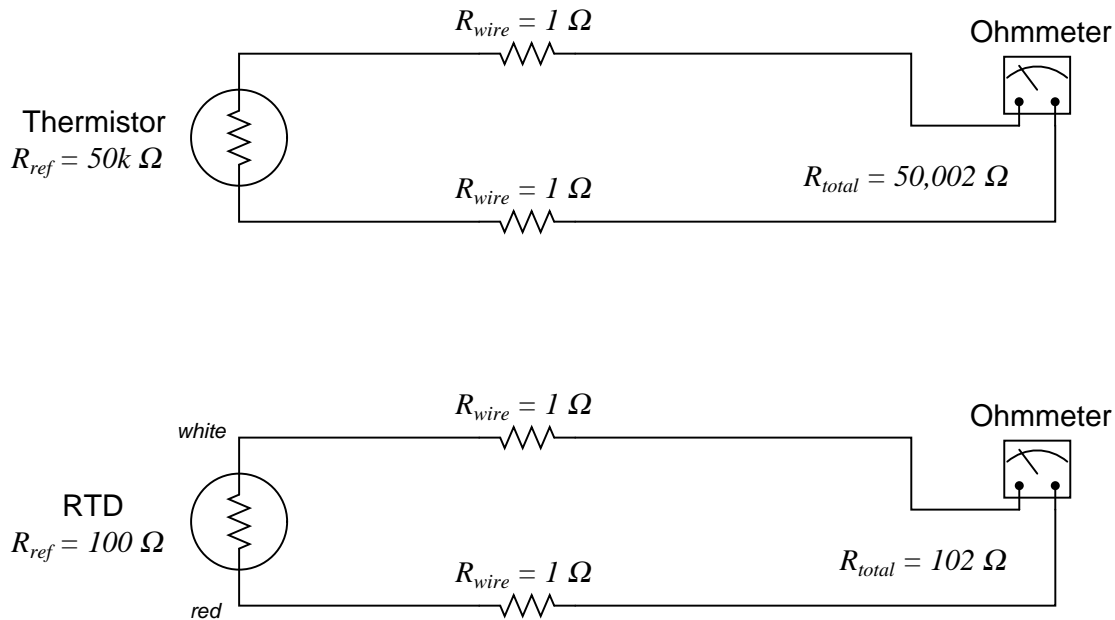 R_wire = 1 Ω
Ohmmeter
Thermistor
R_ref = 50k Ω
R_wire = 1 Ω
R_total = 50,002 Ω
R_wire = 1 Ω
Ohmmeter
white
RTD
R_ref = 100 Ω
R_wire = 1 Ω
R_total = 102 Ω
red